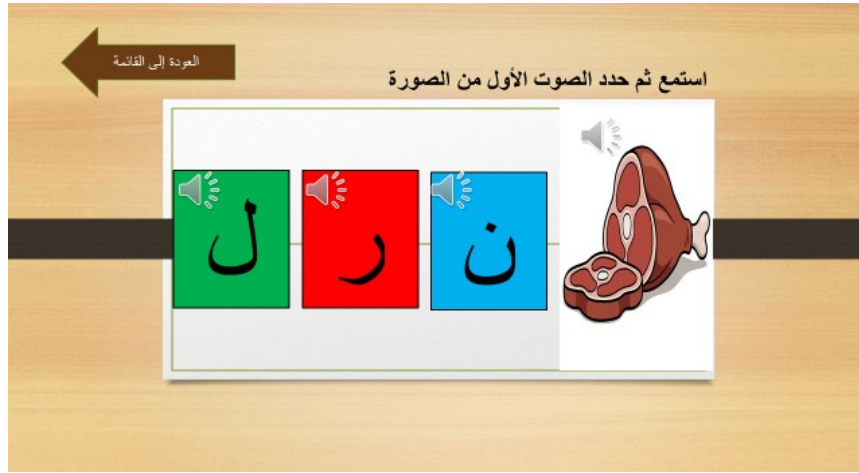 العودة إلى القائمة
استمع ثم حدد الصوت الأول من الصورة
ن ر ل